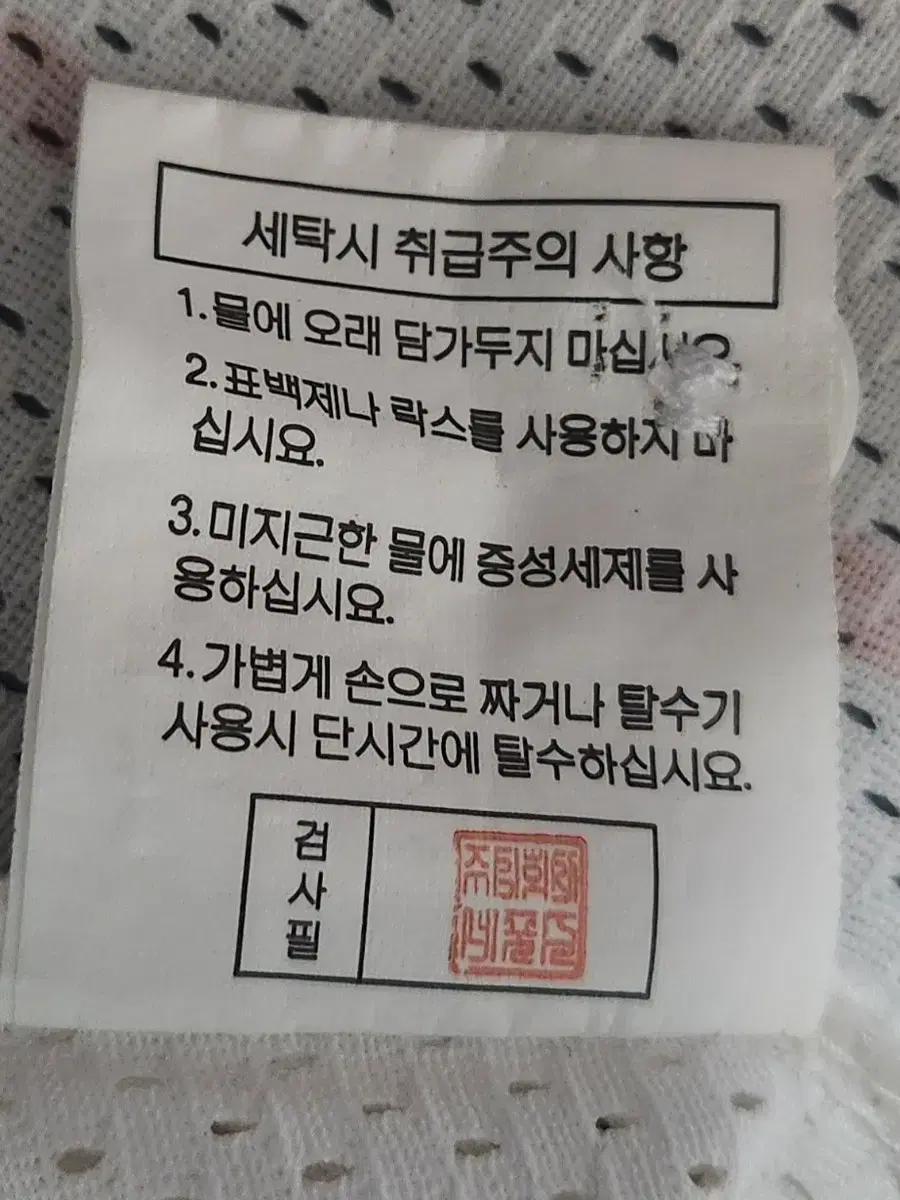 세탁시 취급주의 사항
1.물에 오래 담가두지 마십시요.
2.표백제나 락스를 사용하지 마
십시요.
3.미지근한 물에 중성세제를 사
용하십시요.
4.가볍게 손으로 짜거나 탈수기
사용시 단시간에 탈수하십시요.
검
사
필